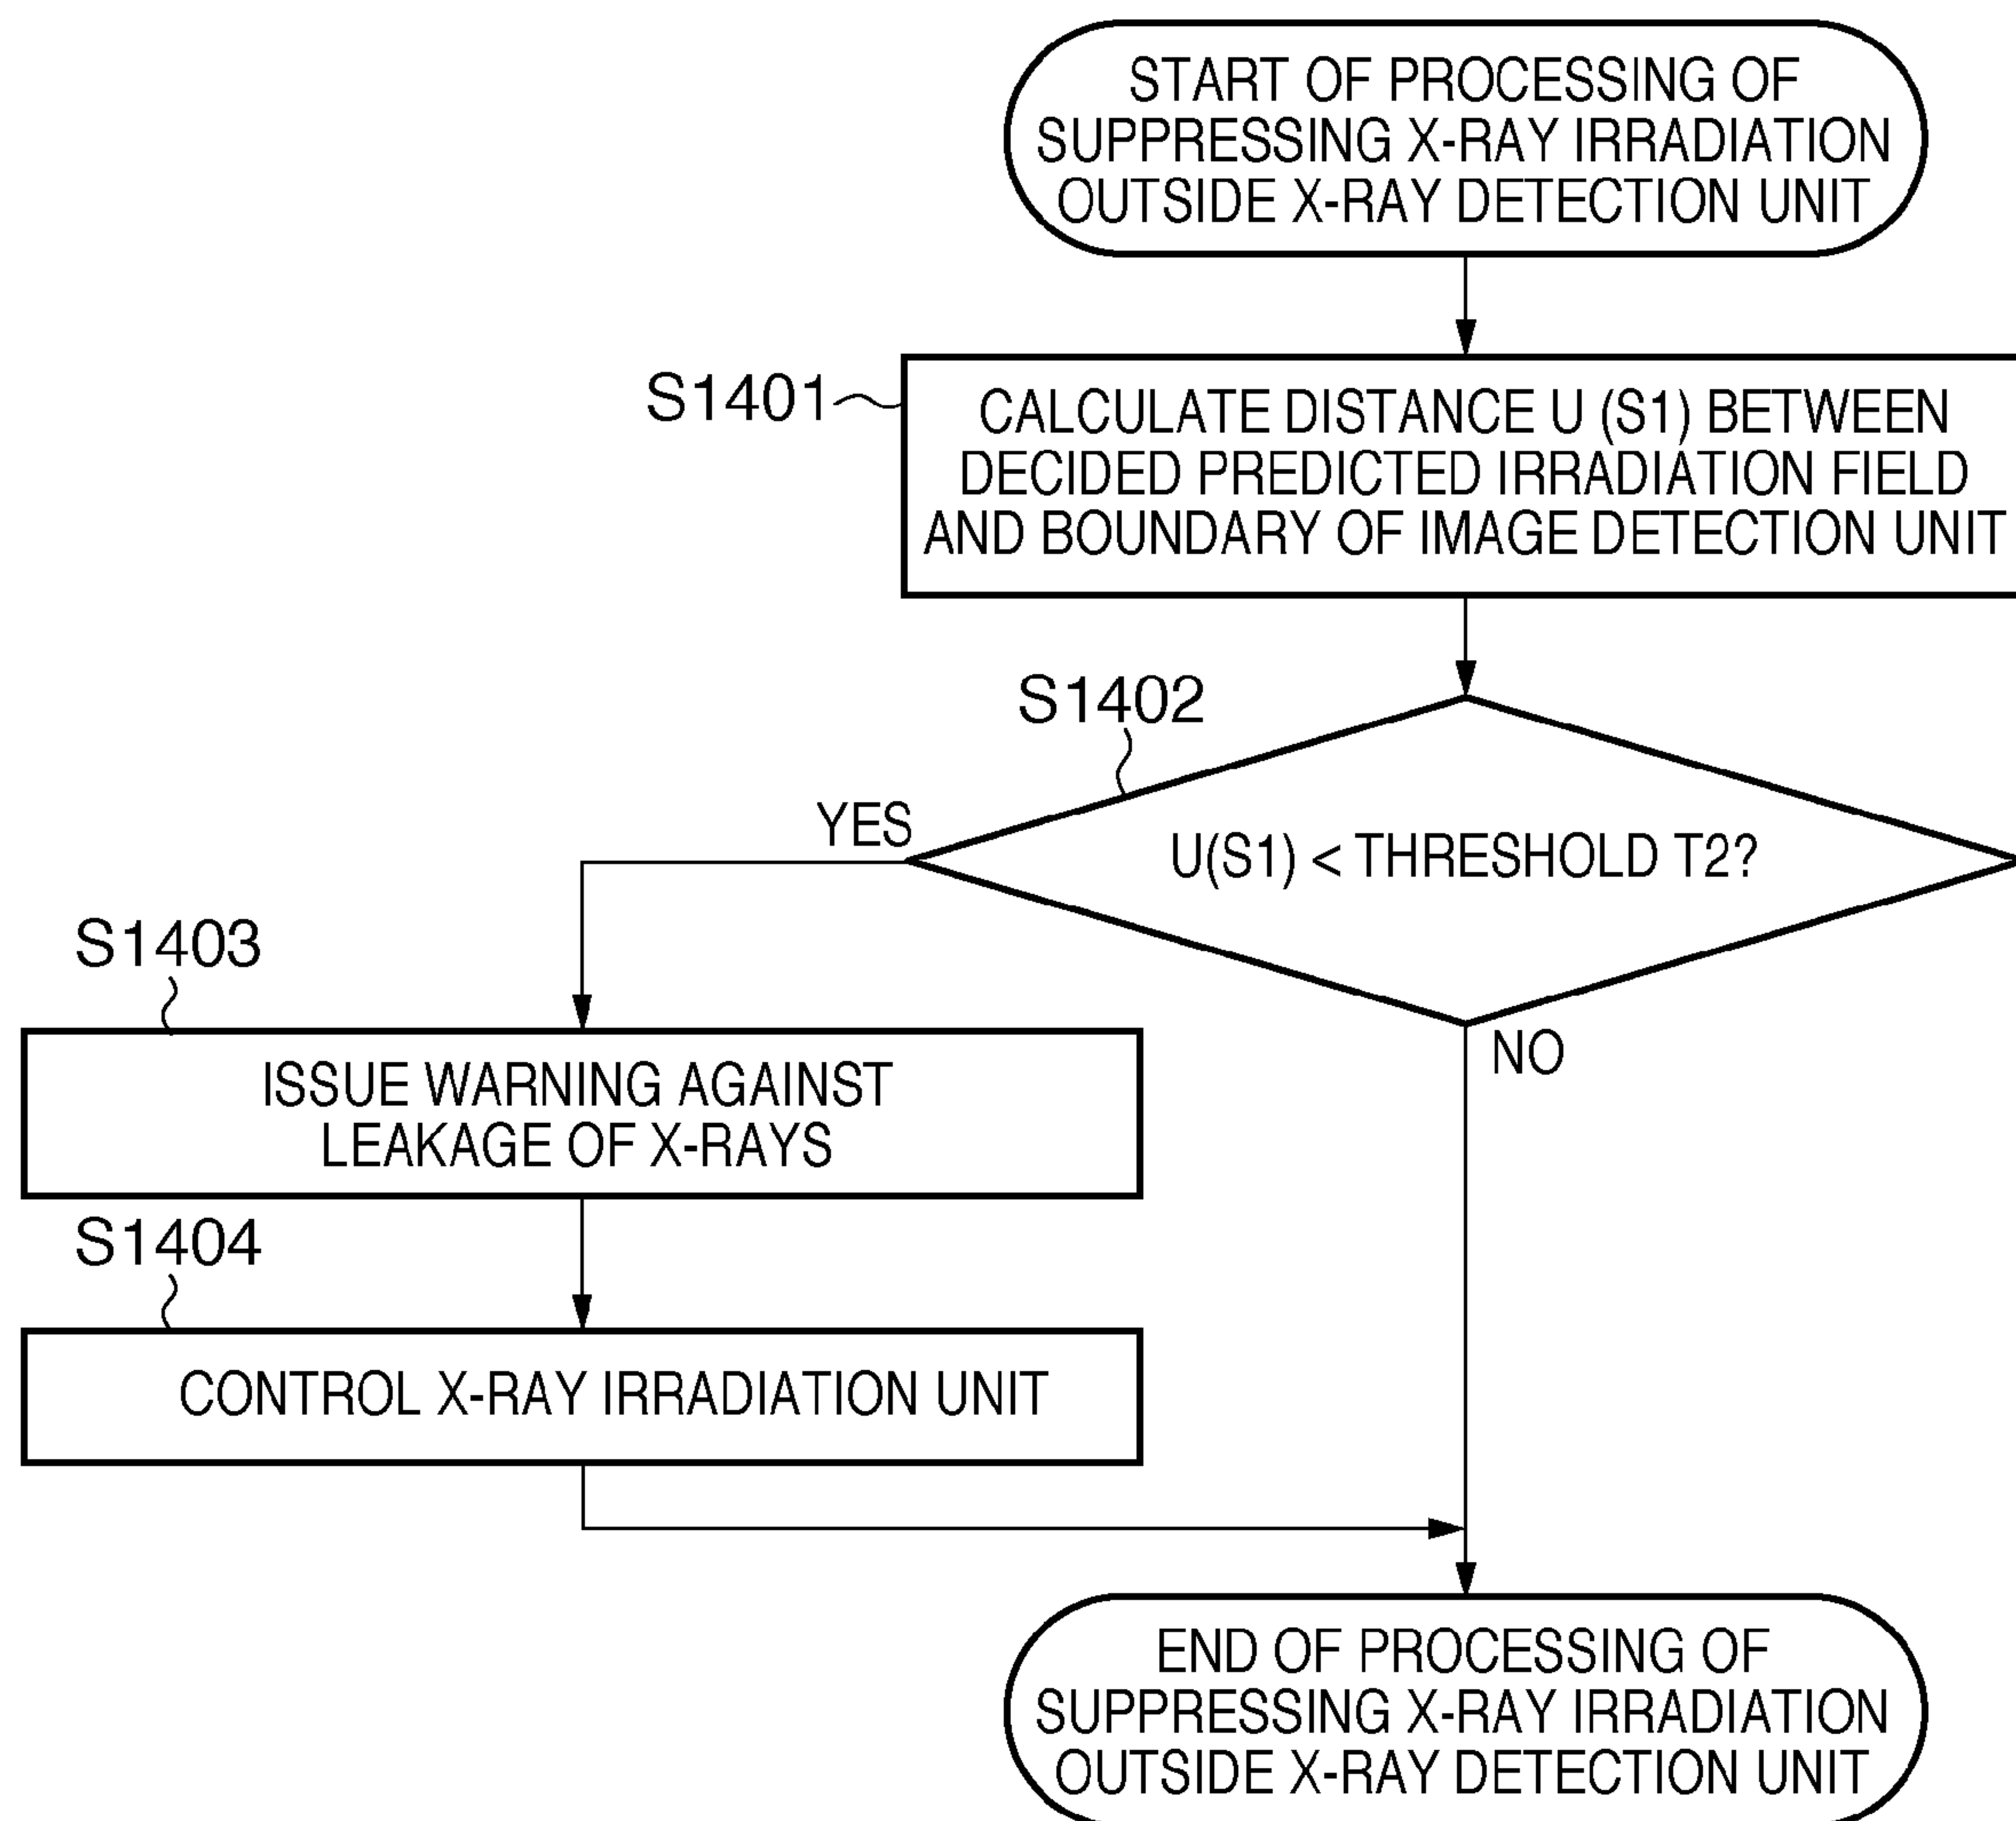 START OF PROCESSING OF
SUPPRESSING X-RAY IRRADIATION
OUTSIDE X-RAY DETECTION UNIT
S1401
CALCULATE DISTANCE U (S1) BETWEEN
DECIDED PREDICTED IRRADIATION FIELD
AND BOUNDARY OF IMAGE DETECTION UNIT
S1402
YES
U(S1) < THRESHOLD T2?
NO
S1403
ISSUE WARNING AGAINST
LEAKAGE OF X-RAYS
S1404
CONTROL X-RAY IRRADIATION UNIT
END OF PROCESSING OF
SUPPRESSING X-RAY IRRADIATION
OUTSIDE X-RAY DETECTION UNIT